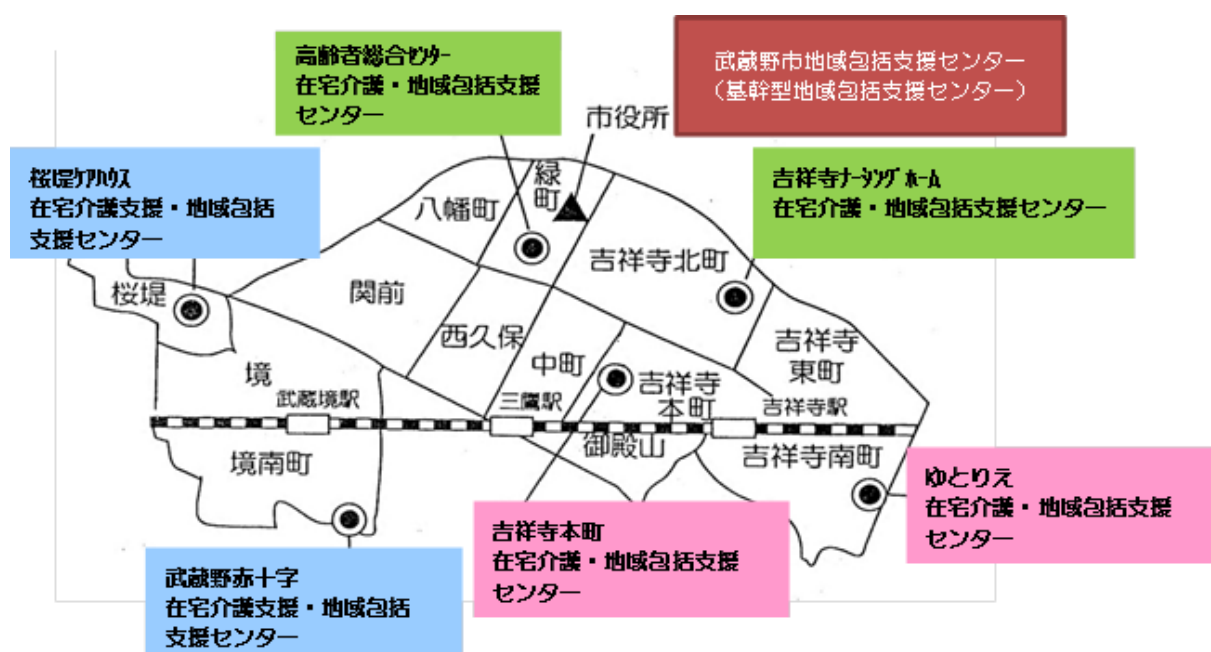 高齢者総合ｾﾝﾀｰ
在宅介護・地域包括支援
センター
武蔵野市地域包括支援センター
（基幹型地域包括支援センター）
市役所
桜堤ｹｱﾊｳｽ
在宅介護支援・地域包括
支援センター
吉祥寺ﾅｰｼﾝｸﾞﾎｰﾑ
在宅介護・地域包括支援センター
緑町
八幡町
吉祥寺北町
桜堤
関前
西久保
中町
吉祥寺
東町
境
吉祥寺
本町
武蔵境駅
三鷹駅
吉祥寺駅
境南町
御殿山
吉祥寺南町
ゆとりえ
在宅介護・地域包括支援
センター
吉祥寺本町
在宅介護・地域包括支援
センター
武蔵野赤十字
在宅介護支援・地域包括
支援センター